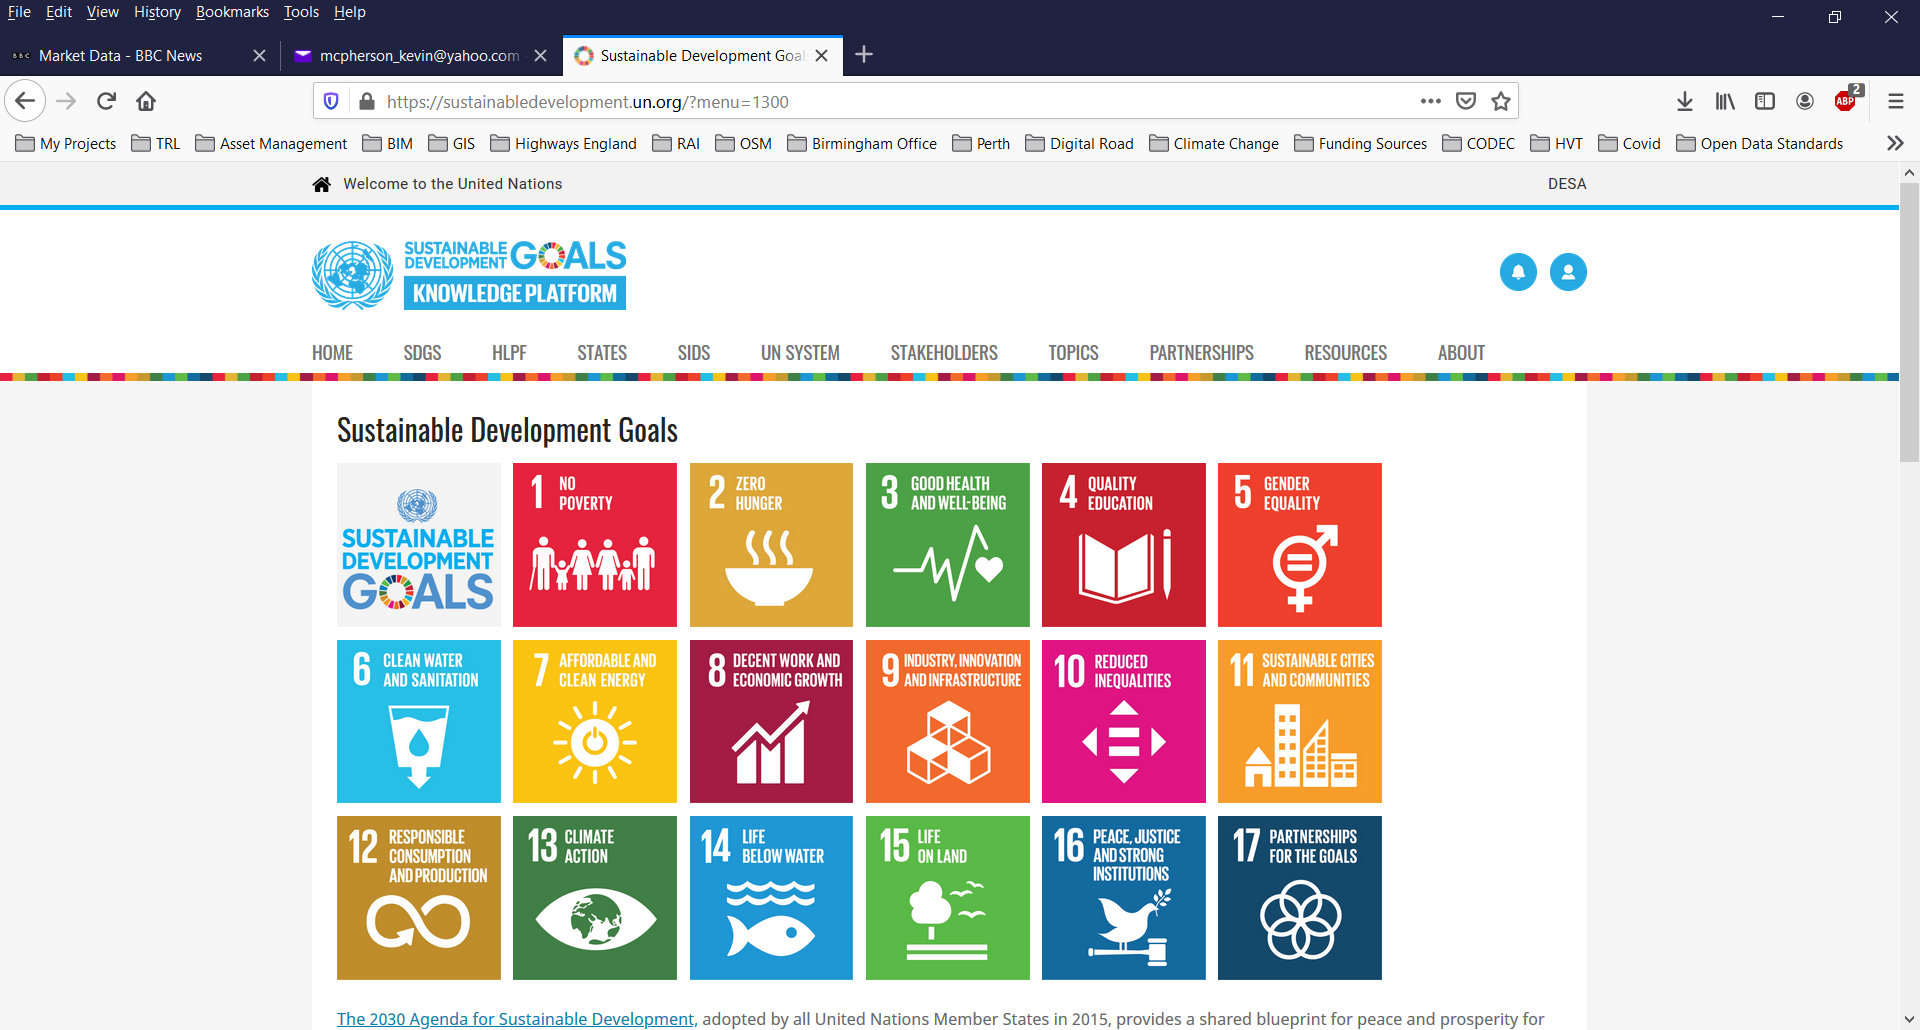 File Edit View History Bookmarks Tools Help
BBC Market Data - BBC News
mcpherson_kevin@yahoo.com
Sustainable Development Goal
https://sustainabledevelopment.un.org/?menu=1300
ABP 2
My Projects TRL Asset Management BIM GIS Highways England RAI OSM Birmingham Office Perth Digital Road Climate Change Funding Sources CODEC HVT Covid Open Data Standards
Welcome to the United Nations DESA
SUSTAINABLE DEVELOPMENT GOALS
KNOWLEDGE PLATFORM
HOME SDGS HLPF STATES SIDS UN SYSTEM STAKEHOLDERS TOPICS PARTNERSHIPS RESOURCES ABOUT
Sustainable Development Goals
SUSTAINABLE
DEVELOPMENT
GOALS
1 NO
POVERTY
2 ZERO
HUNGER
3 GOOD HEALTH
AND WELL-BEING
4 QUALITY
EDUCATION
5 GENDER
EQUALITY
6 CLEAN WATER
AND SANITATION
7 AFFORDABLE AND
CLEAN ENERGY
8 DECENT WORK AND
ECONOMIC GROWTH
9 INDUSTRY, INNOVATION
AND INFRASTRUCTURE
10 REDUCED
INEQUALITIES
11 SUSTAINABLE CITIES
AND COMMUNITIES
12 RESPONSIBLE
CONSUMPTION
AND PRODUCTION
13 CLIMATE
ACTION
14 LIFE
BELOW WATER
15 LIFE
ON LAND
16 PEACE, JUSTICE
AND STRONG
INSTITUTIONS
17 PARTNERSHIPS
FOR THE GOALS
The 2030 Agenda for Sustainable Development, adopted by all United Nations Member States in 2015, provides a shared blueprint for peace and prosperity for